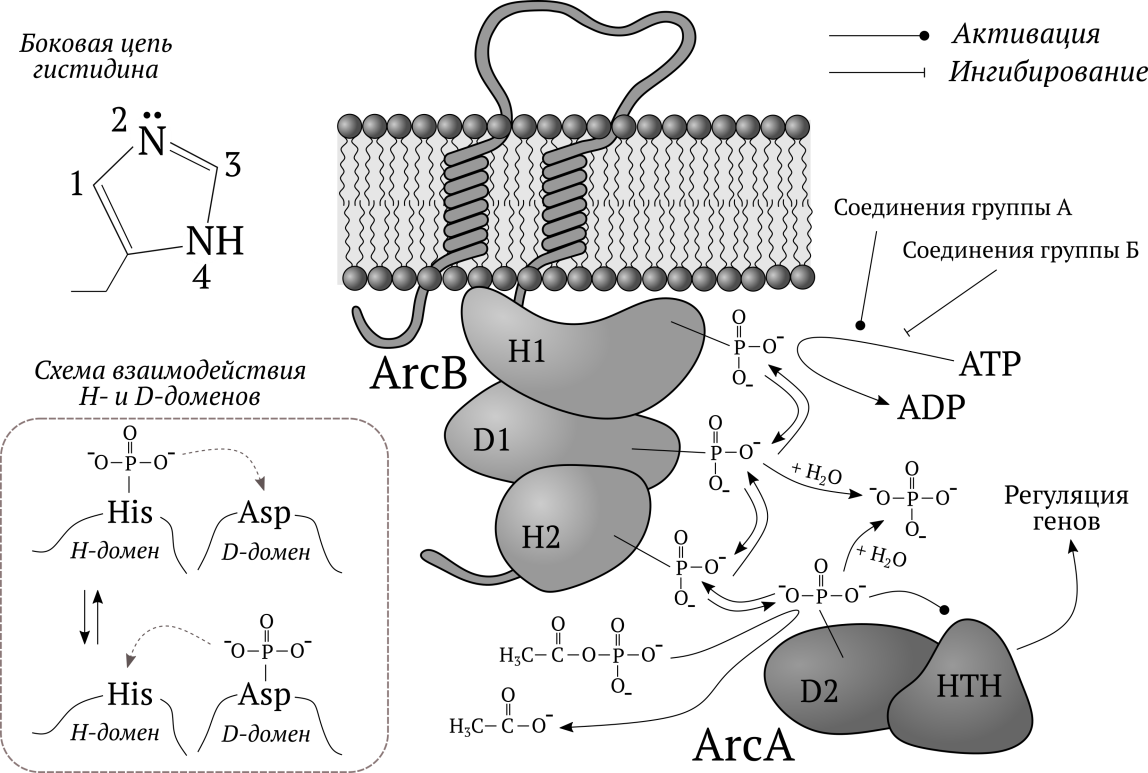 Боковая цепь
гистидина
2
N
1
3
NH
4
Активация
Ингибирование
Соединения группы А
Соединения группы Б
H1
ArcB
O
P
O-
O-
ATP
ADP
D1
O
P
O-
O-
+ H₂O
O
-O
P
O-
O-
H2
O
P
O-
O-
+ H₂O
Регуляция
генов
O
-O
P
O-
O
O
H₃C
C
O
P
O-
O-
O
H₃C
C
O-
D2
HTH
ArcA
Схема взаимодействия
H- и D-доменов
O
-O
P
O-
His
Asp
H-домен
D-домен
O
-O
P
O-
His
Asp
H-домен
D-домен